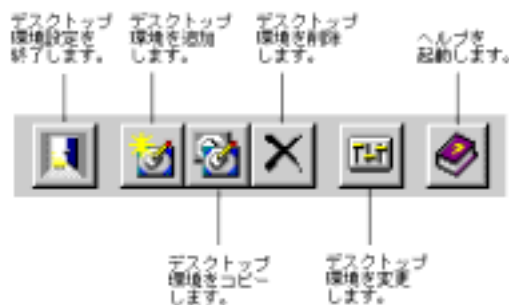 デスクトップ
環境設定を
終了します。
デスクトップ
環境を追加
します。
デスクトップ
環境を削除
します。
ヘルプを
起動します。
デスクトップ
環境をコピー
します。
デスクトップ
環境を変更
します。